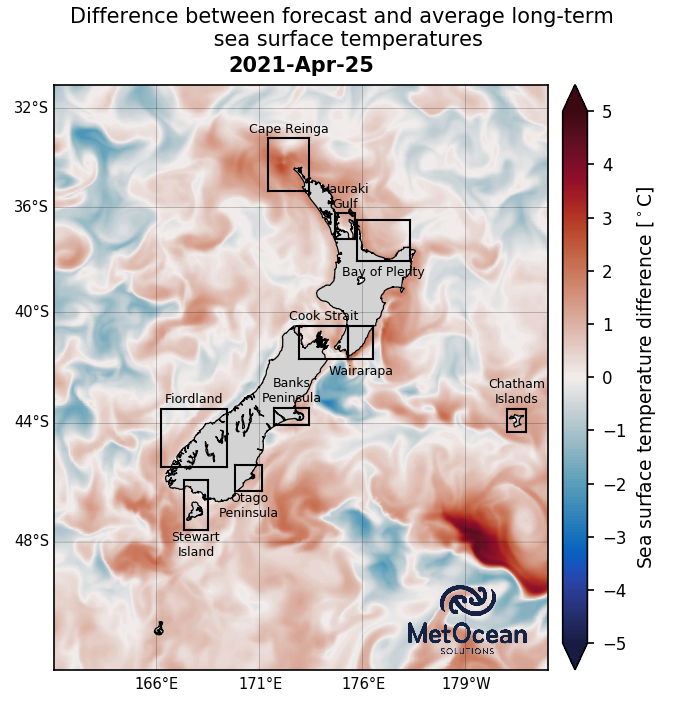 Difference between forecast and average long-term
sea surface temperatures
2021-Apr-25
32°S
36°S
40°S
44°S
48°S
Cape Reinga
Hauraki
Gulf
Bay of Plenty
Cook Strait
Wairarapa
Banks
Peninsula
Fiordland
Chatham
Islands
Otago
Peninsula
Stewart
Island
MetOcean
SOLUTIONS
166°E
171°E
176°E
179°W
5
4
3
2
1
0
−1
−2
−3
−4
−5
Sea surface temperature difference [°C]